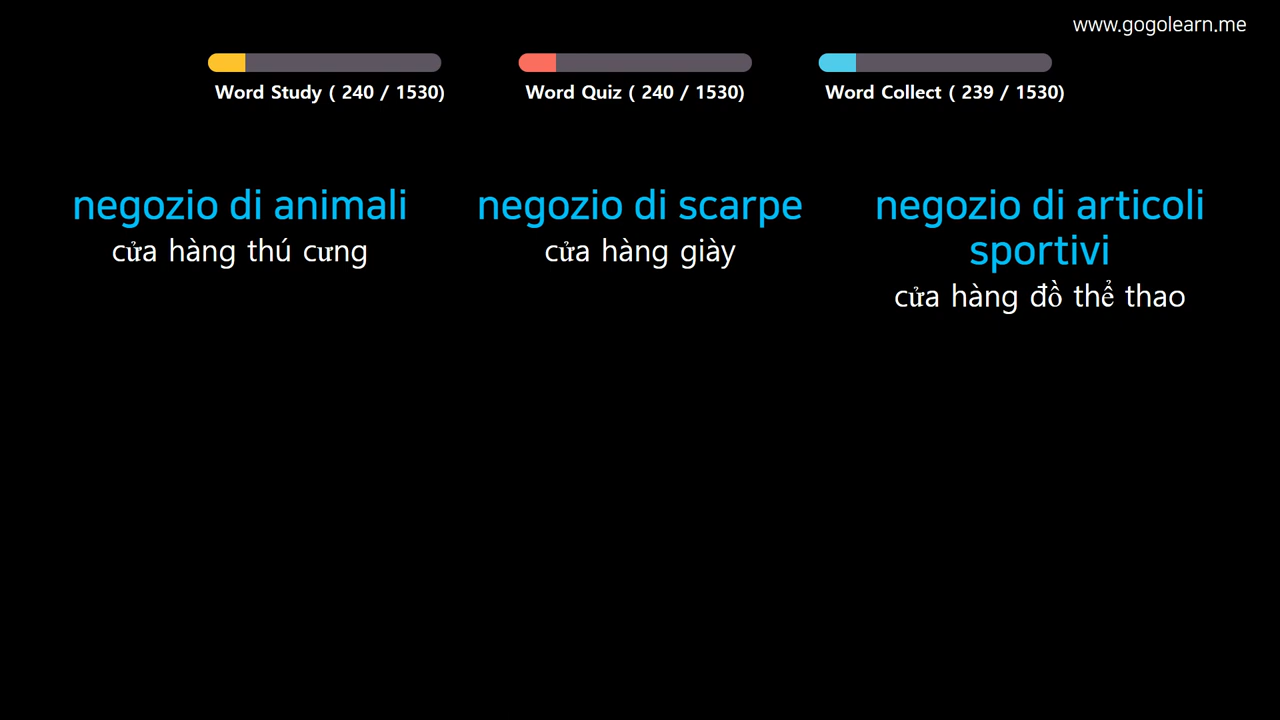 www.gogolearn.me
Word Study ( 240 / 1530)
Word Quiz ( 240 / 1530)
Word Collect ( 239 / 1530)
negozio di animali
cửa hàng thú cưng
negozio di scarpe
cửa hàng giày
negozio di articoli
sportivi
cửa hàng đồ thể thao